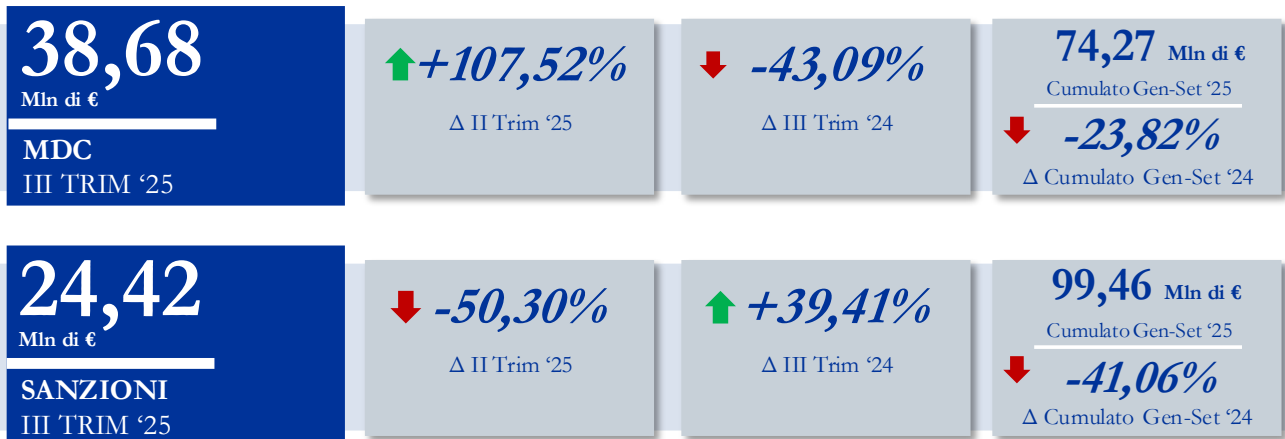 38,68
Mln di €
MDC
III TRIM ‘25
+107,52%
Δ II Trim ‘25
-43,09%
Δ III Trim ‘24
74,27 Mln di €
Cumulato Gen-Set ‘25
-23,82%
Δ Cumulato Gen-Set ‘24
24,42
Mln di €
SANZIONI
III TRIM ‘25
-50,30%
Δ II Trim ‘25
+39,41%
Δ III Trim ‘24
99,46 Mln di €
Cumulato Gen-Set ‘25
-41,06%
Δ Cumulato Gen-Set ‘24